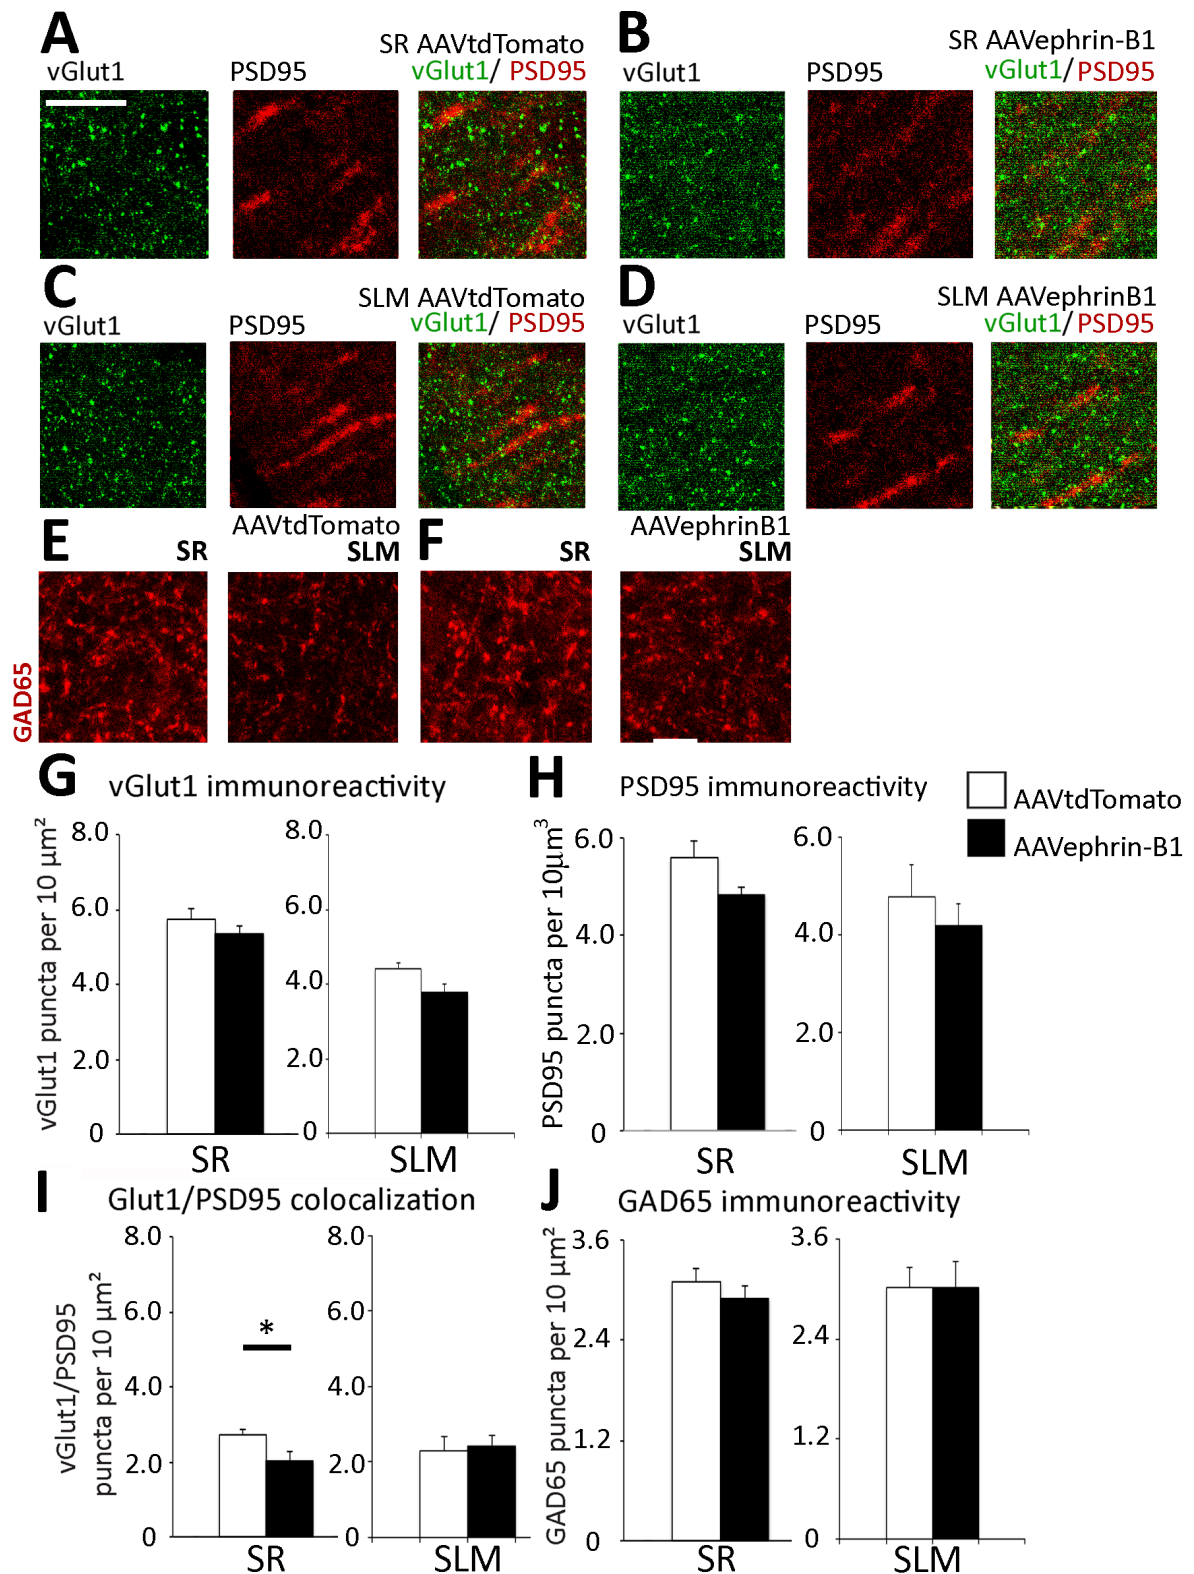 A
SR AAVtdTomato
vGlut1
PSD95
vGlut1/ PSD95
B
SR AAVephrin-B1
vGlut1
PSD95
vGlut1/PSD95
C
SLM AAVtdTomato
vGlut1
PSD95
vGlut1/ PSD95
D
SLM AAVephrinB1
vGlut1
PSD95
vGlut1/PSD95
E
AAVtdTomato
SR
SLM
F
AAVephrinB1
SR
SLM
GAD65
G
vGlut1 immunoreactivity
vGlut1 puncta per 10 µm²
8.0
6.0
4.0
2.0
0
SR
8.0
6.0
4.0
2.0
0
SLM
H
PSD95 immunoreactivity
PSD95 puncta per 10µm³
6.0
4.0
2.0
0
SR
6.0
4.0
2.0
0
SLM
AAVtdTomato
AAVephrin-B1
I
Glut1/PSD95 colocalization
vGlut1/PSD95
puncta per 10 µm²
8.0
6.0
4.0
2.0
0
*
SR
8.0
6.0
4.0
2.0
0
SLM
J
GAD65 immunoreactivity
GAD65 puncta per 10 µm²
3.6
2.4
1.2
0
SR
3.6
2.4
1.2
0
SLM